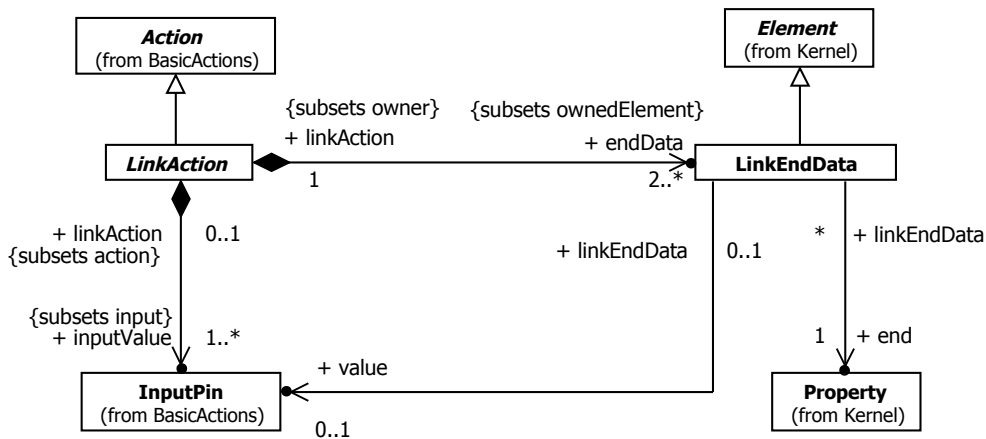 Action
(from BasicActions)
Element
(from Kernel)
{subsets owner}
{subsets ownedElement}
+ linkAction
+ endData
LinkAction
LinkEndData
1
2..*
+ linkAction
0..1
{subsets action}
+ linkEndData
0..1
*
+ linkEndData
{subsets input}
+ inputValue
1..*
1
+ end
+ value
InputPin
(from BasicActions)
Property
(from Kernel)
0..1